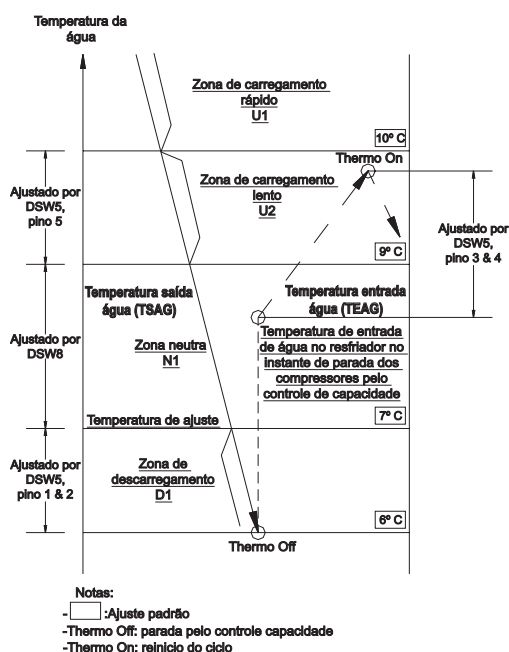 Temperatura da
água
Zona de carregamento
rápido
U1
10º C
Thermo On
Zona de carregamento
lento
U2
Ajustado por
DSW5,
pino 5
Ajustado por
DSW5,
pino 3 & 4
9º C
Temperatura saída
água (TSAG)
Temperatura entrada
água (TEAG)
Ajustado por
DSW8
Zona neutra
N1
Temperatura de entrada
de água no resfriador no
instante de parada dos
compressores pelo
controle de capacidade
7º C
Temperatura de ajuste
Ajustado por
DSW5,
pino 1 & 2
Zona de
descarregamento
D1
6º C
Thermo Off
Notas:
- :Ajuste padrão
-Thermo Off: parada pelo controle capacidade
-Thermo On: reinicio do ciclo